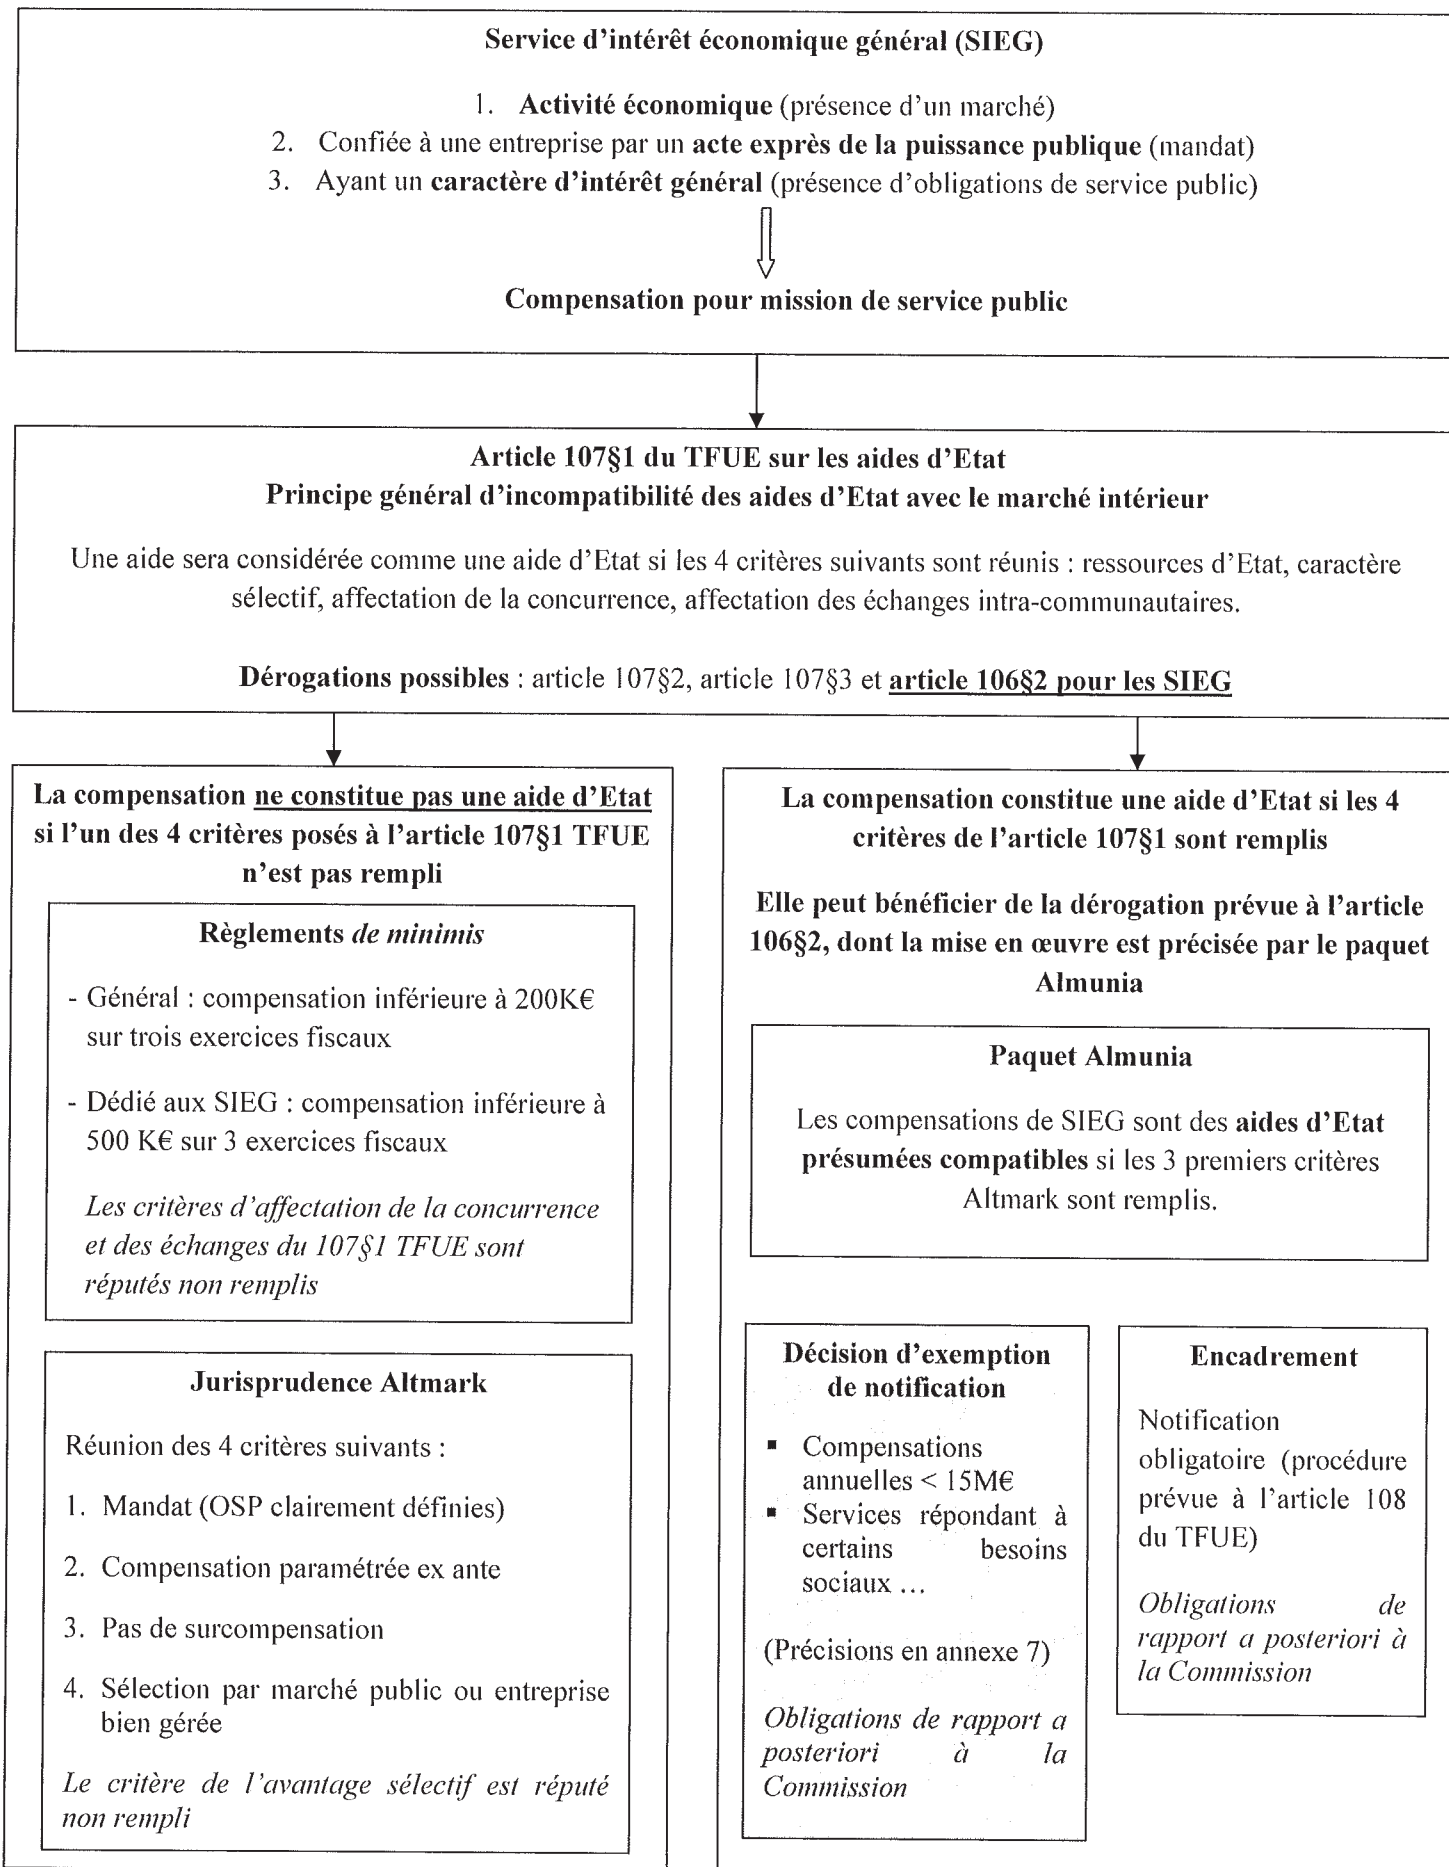 Service d’intérêt économique général (SIEG)
1. Activité économique (présence d’un marché)
2. Confiée à une entreprise par un acte exprès de la puissance publique (mandat)
3. Ayant un caractère d’intérêt général (présence d’obligations de service public)
Compensation pour mission de service public
Article 107§1 du TFUE sur les aides d’Etat
Principe général d’incompatibilité des aides d’Etat avec le marché intérieur
Une aide sera considérée comme une aide d’Etat si les 4 critères suivants sont réunis : ressources d’Etat, caractère
sélectif, affectation de la concurrence, affectation des échanges intra-communautaires.
Dérogations possibles : article 107§2, article 107§3 et article 106§2 pour les SIEG
La compensation ne constitue pas une aide d’Etat
si l’un des 4 critères posés à l’article 107§1 TFUE
n’est pas rempli
Règlements de minimis
- Général : compensation inférieure à 200K€
sur trois exercices fiscaux
- Dédié aux SIEG : compensation inférieure à
500 K€ sur 3 exercices fiscaux
Les critères d’affectation de la concurrence
et des échanges du 107§1 TFUE sont
réputés non remplis
Jurisprudence Altmark
Réunion des 4 critères suivants :
1. Mandat (OSP clairement définies)
2. Compensation paramétrée ex ante
3. Pas de surcompensation
4. Sélection par marché public ou entreprise
bien gérée
Le critère de l’avantage sélectif est réputé
non rempli
La compensation constitue une aide d’Etat si les 4
critères de l’article 107§1 sont remplis
Elle peut bénéficier de la dérogation prévue à l’article
106§2, dont la mise en œuvre est précisée par le paquet
Almunia
Paquet Almunia
Les compensations de SIEG sont des aides d’Etat
présumées compatibles si les 3 premiers critères
Altmark sont remplis.
Décision d’exemption
de notification
▪ Compensations
annuelles < 15M€
▪ Services répondant à
certains besoins
sociaux …
(Précisions en annexe 7)
Obligations de rapport a
posteriori à la
Commission
Encadrement
Notification
obligatoire (procédure
prévue à l’article 108
du TFUE)
Obligations de
rapport a posteriori à
la Commission